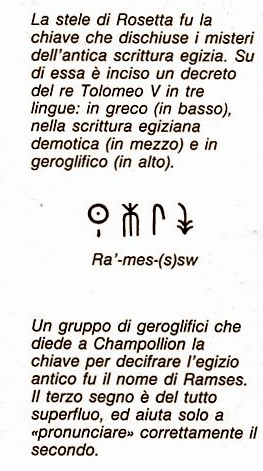 La stele di Rosetta fu la
chiave che dischiuse i misteri
dell'antica scrittura egizia. Su
di essa è inciso un decreto
del re Tolomeo V in tre
lingue: in greco (in basso),
nella scrittura egiziana
demotica (in mezzo) e in
geroglifico (in alto).
Ra'-mes-(s)sw
Un gruppo di geroglifici che
diede a Champollion la
chiave per decifrare l'egizio
antico fu il nome di Ramses.
Il terzo segno è del tutto
superfluo, ed aiuta solo a
«pronunciare» correttamente il
secondo.